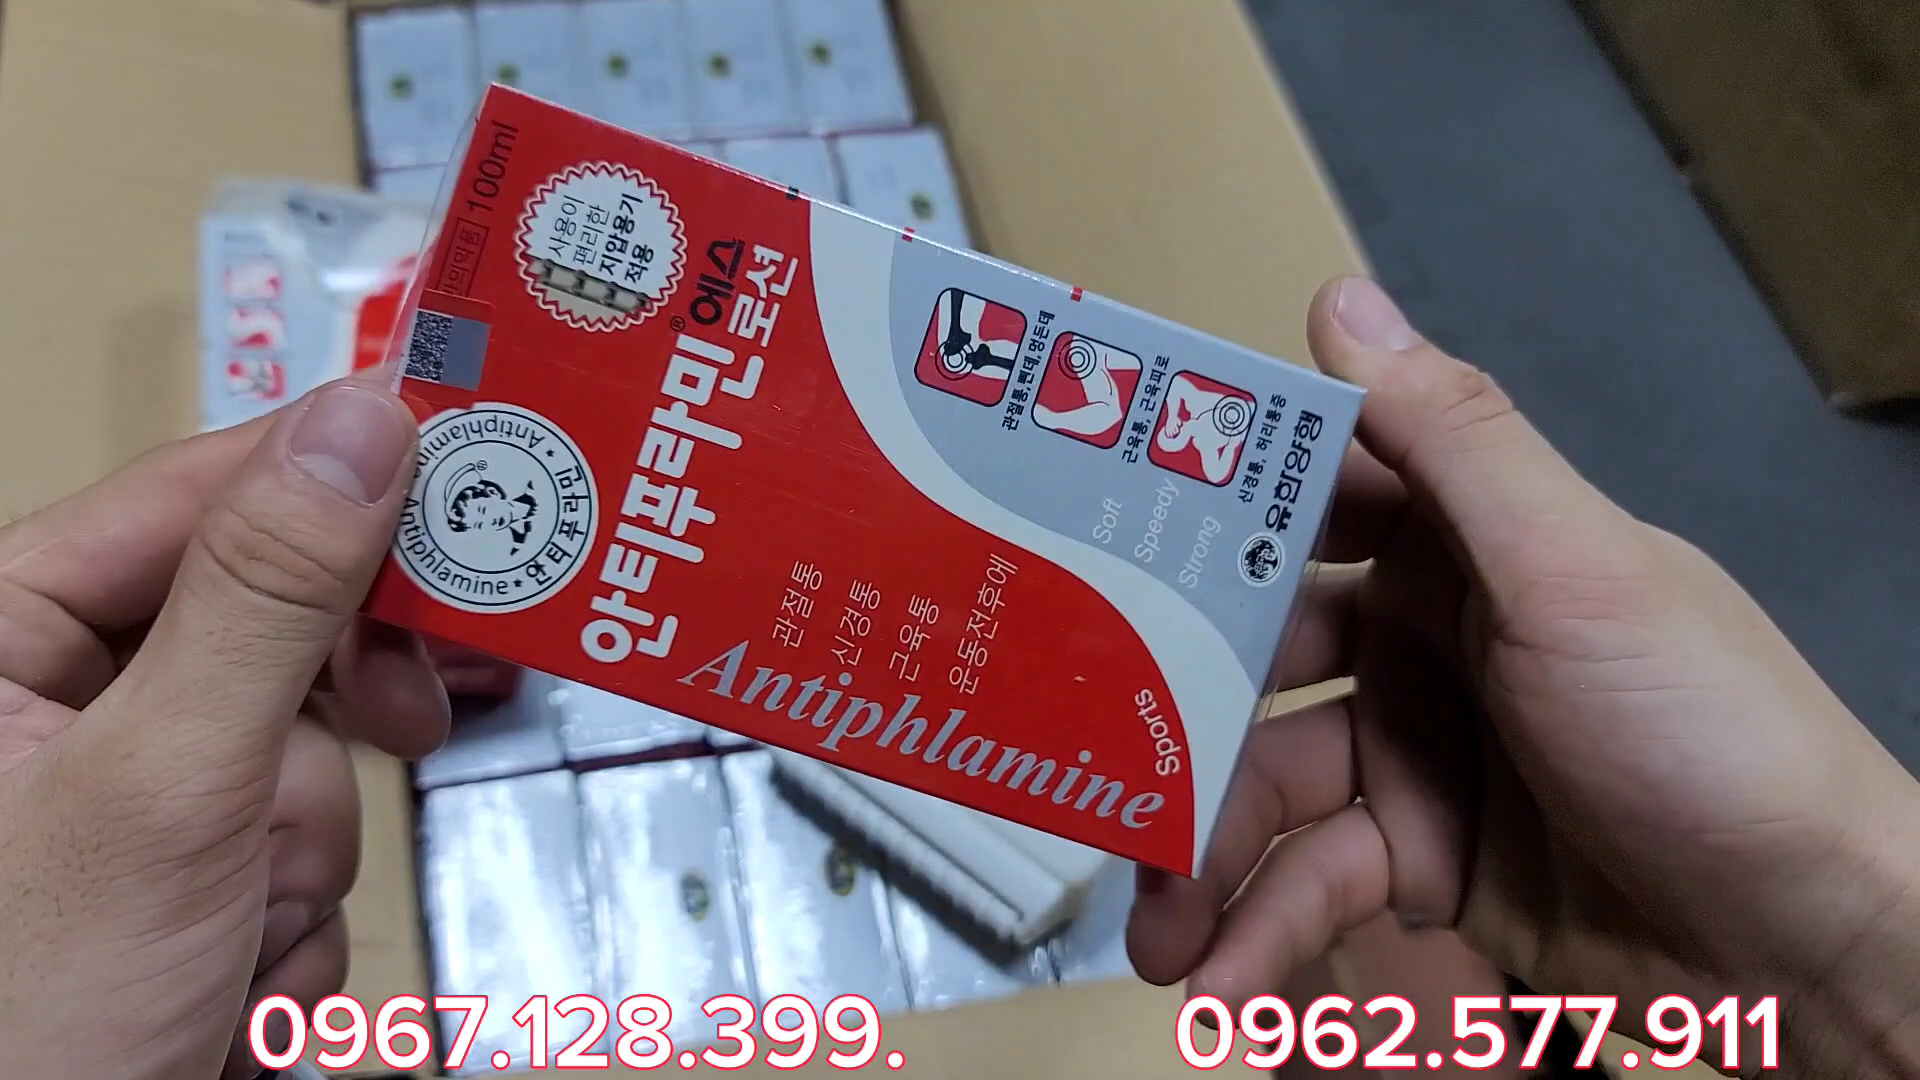 100ml
사용이
편리한
지압용기
적용
안티푸라민® 에스
로션
Antiphlamine
안티푸라민 ★ Antiphlamine ★ Antiphlamine ★
관절통
신경통
근육통
운동전후에
Antiphlamine
Sports
관절통, 삔데, 멍든데
근육통, 근육피로
신경통, 허리통증
Soft
Speedy
Strong
유한양행
0967.128.399.
0962.577.911